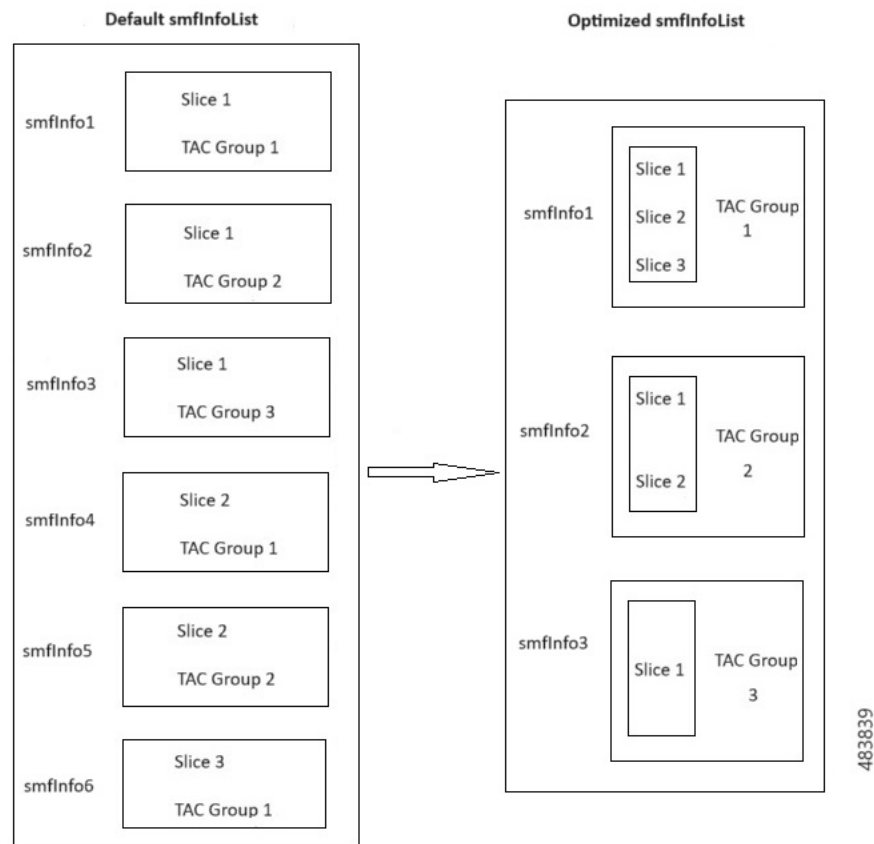 Default smfInfoList
smfInfo1
Slice 1
TAC Group 1
smfInfo2
Slice 1
TAC Group 2
smfInfo3
Slice 1
TAC Group 3
smfInfo4
Slice 2
TAC Group 1
smfInfo5
Slice 2
TAC Group 2
smfInfo6
Slice 3
TAC Group 1
Optimized smfInfoList
smfInfo1
Slice 1
Slice 2
Slice 3
TAC Group
1
smfInfo2
Slice 1
Slice 2
TAC Group
2
smfInfo3
Slice 1
TAC Group
3
483839